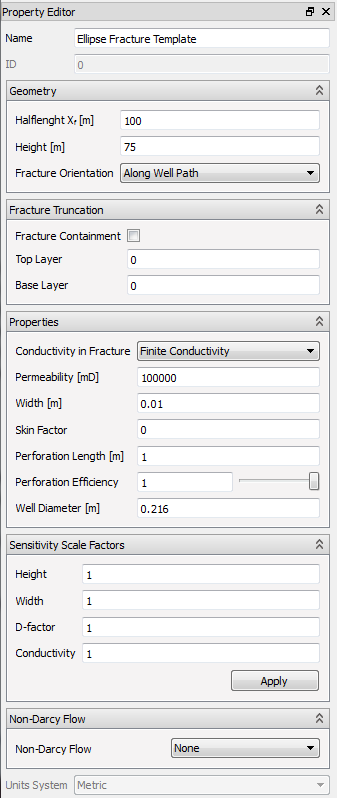 Property Editor
Name Ellipse Fracture Template
ID 0
Geometry
Halflenght Xf [m] 100
Height [m] 75
Fracture Orientation Along Well Path
Fracture Truncation
Fracture Containment
Top Layer 0
Base Layer 0
Properties
Conductivity in Fracture Finite Conductivity
Permeability [mD] 100000
Width [m] 0.01
Skin Factor 0
Perforation Length [m] 1
Perforation Efficiency 1
Well Diameter [m] 0.216
Sensitivity Scale Factors
Height 1
Width 1
D-factor 1
Conductivity 1
Apply
Non-Darcy Flow
Non-Darcy Flow None
Units System Metric